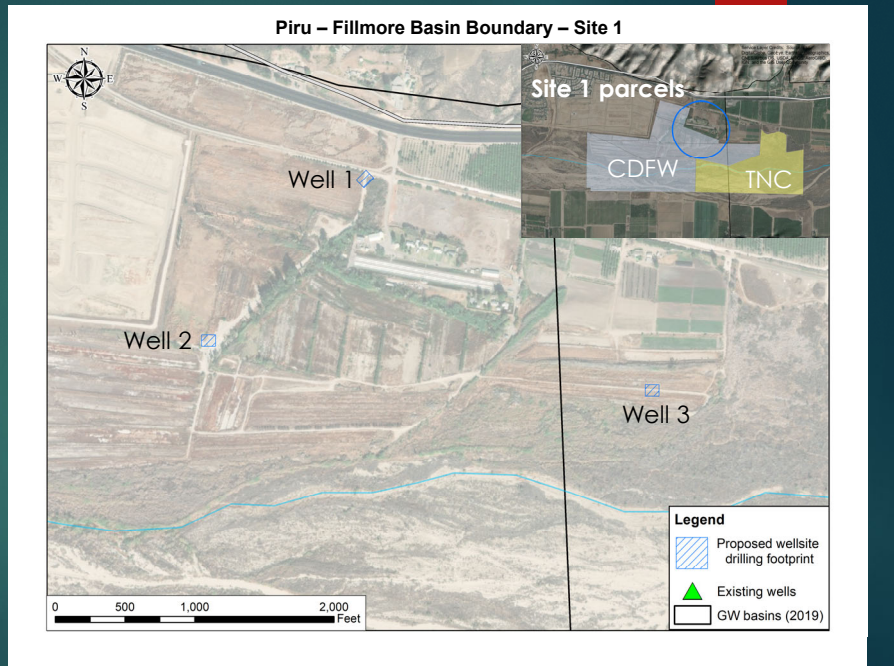 Piru – Fillmore Basin Boundary – Site 1
N
W
E
S
Site 1 parcels
CDFW
TNC
Well 1
Well 2
Well 3
Legend
Proposed wellsite
drilling footprint
Existing wells
GW basins (2019)
0 500 1,000 2,000
Feet